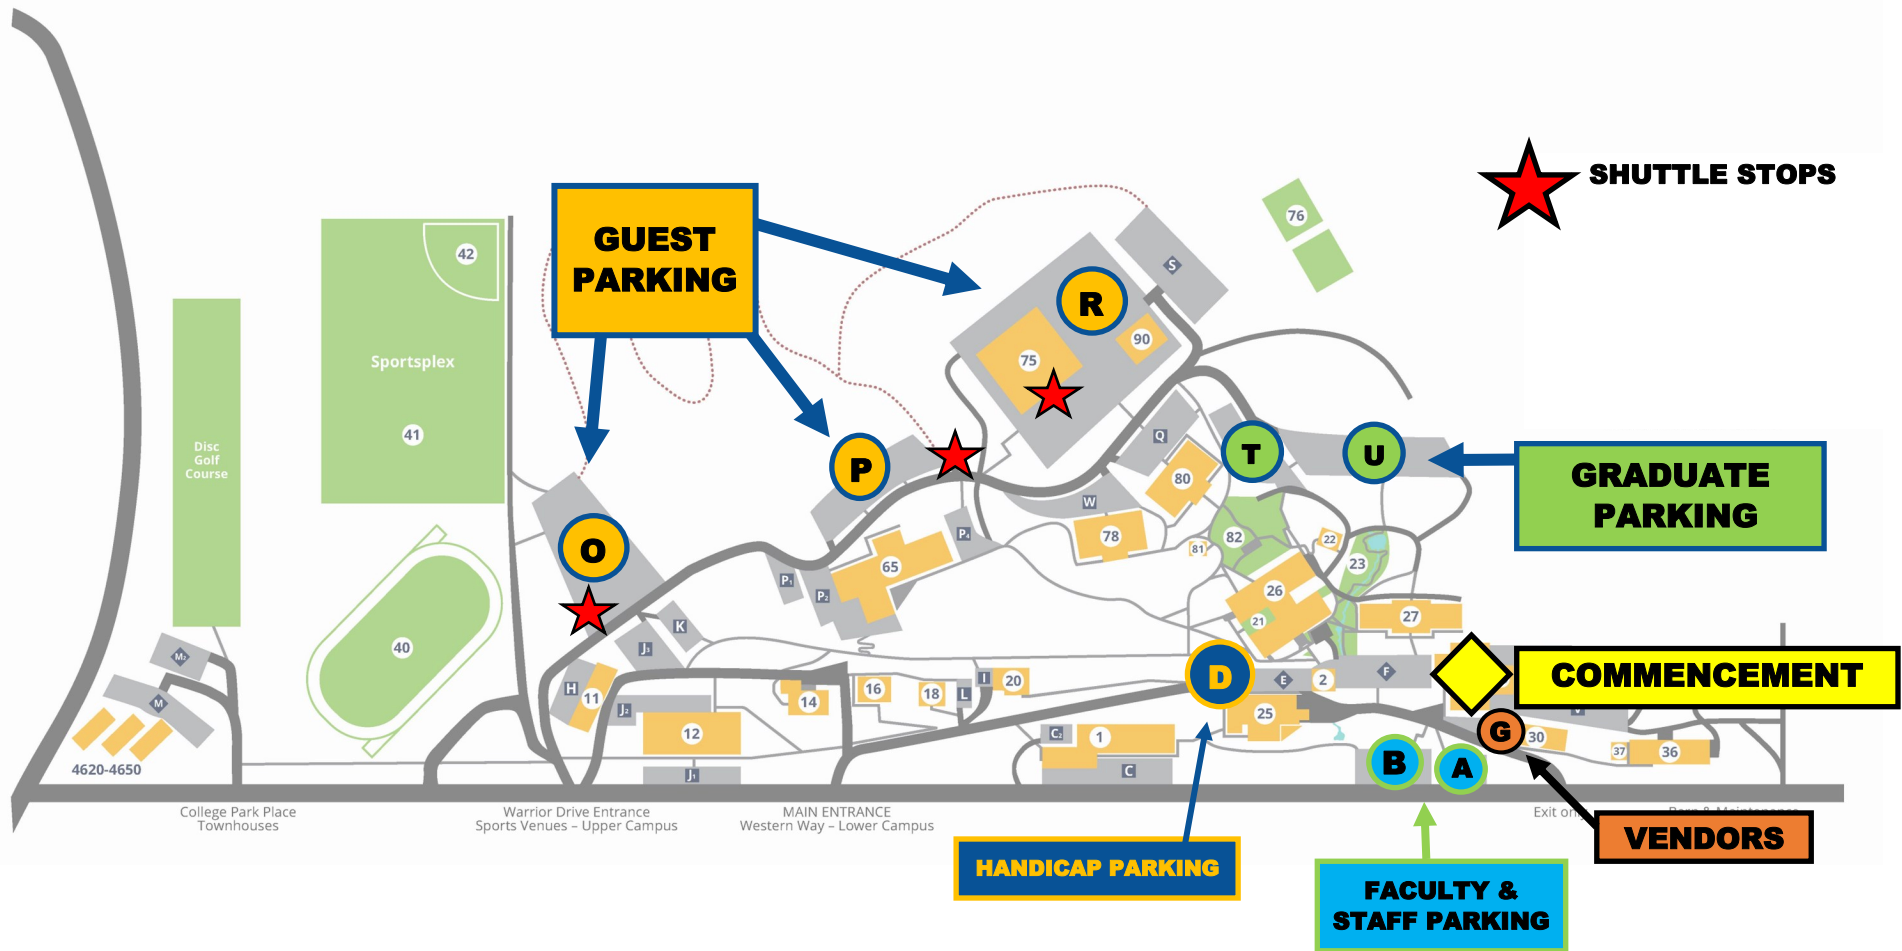 SHUTTLE STOPS
GUEST
PARKING
42
76
S
R
90
75
Sportsplex
41
Disc
Golf
Course
Q
T
U
GRADUATE
PARKING
P
80
W
O
P4
78
82
22
81
23
65
P1
P2
26
21
27
K
J3
40
M2
M
H
11
J2
14
16
18
L
I
20
D
E
2
F
COMMENCEMENT
25
V
G
12
C2
1
30
37
36
4620-4650
J1
C
B
A
College Park Place
Townhouses
Warrior Drive Entrance
Sports Venues – Upper Campus
MAIN ENTRANCE
Western Way – Lower Campus
Exit only
VENDORS
HANDICAP PARKING
FACULTY &
STAFF PARKING